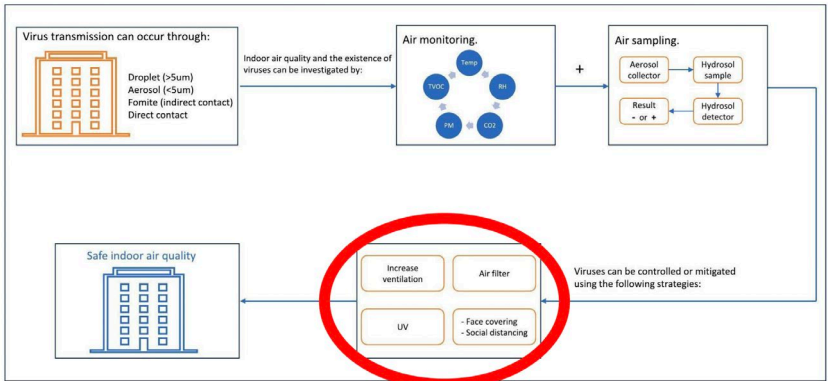 Virus transmission can occur through:
Droplet (>5um)
Aerosol (<5um)
Fomite (indirect contact)
Direct contact
Indoor air quality and the existence of
viruses can be investigated by:
Air monitoring.
Temp
RH
CO2
PM
TVOC
+
Air sampling.
Aerosol
collector
Hydrosol
sample
Hydrosol
detector
Result
- or +
Viruses can be controlled or mitigated
using the following strategies:
Increase
ventilation
Air filter
UV
- Face covering
- Social distancing
Safe indoor air quality